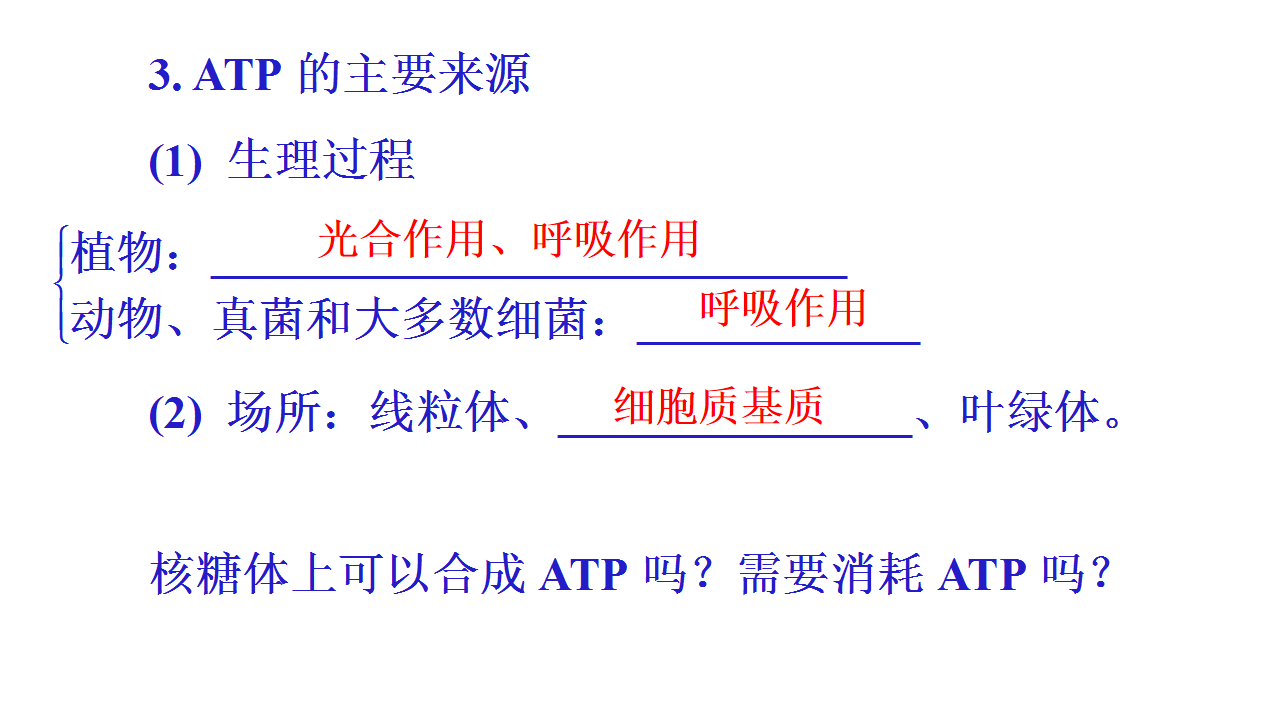 3. ATP 的主要来源
(1) 生理过程
植物：光合作用、呼吸作用
动物、真菌和大多数细菌：呼吸作用
(2) 场所：线粒体、细胞质基质、叶绿体。
核糖体上可以合成 ATP 吗？需要消耗 ATP 吗？